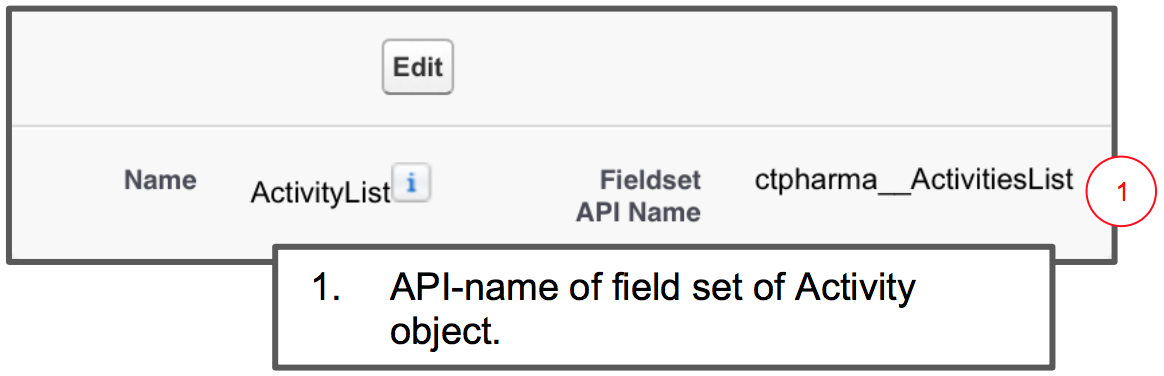 Edit
Name
ActivityList i
Fieldset
API Name
ctpharma__ActivitiesList
1
1. API-name of field set of Activity
object.